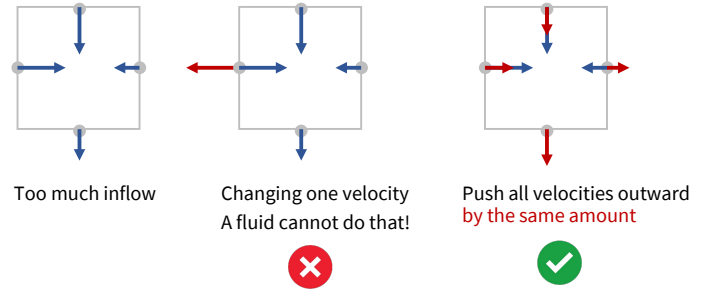 Too much inflow
Changing one velocity
A fluid cannot do that!
Push all velocities outward
by the same amount